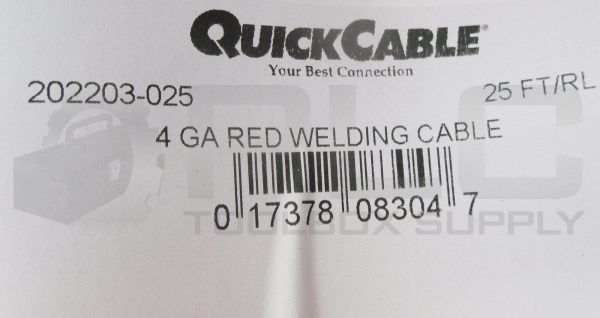 QUICKCABLE®
Your Best Connection
202203-025 25 FT/RL
4 GA RED WELDING CABLE
0 17378 08304 7
PLC
TOOLBOX SUPPLY